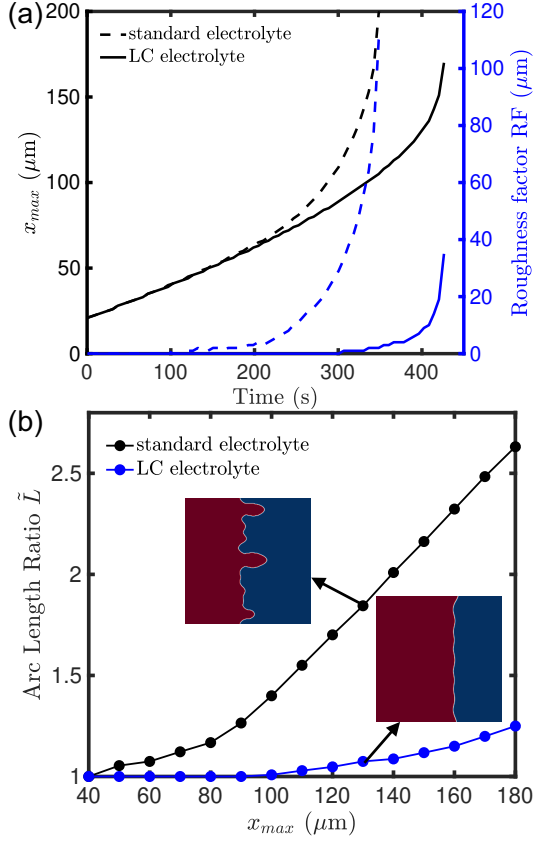 (a)
standard electrolyte
LC electrolyte
200
150
100
50
0
x_max (μm)
120
100
80
60
40
20
0
Roughness factor RF (μm)
0 100 200 300 400
Time (s)
(b)
standard electrolyte
LC electrolyte
2.5
2
1.5
1
Arc Length Ratio L̃
40 60 80 100 120 140 160 180
x_max (μm)